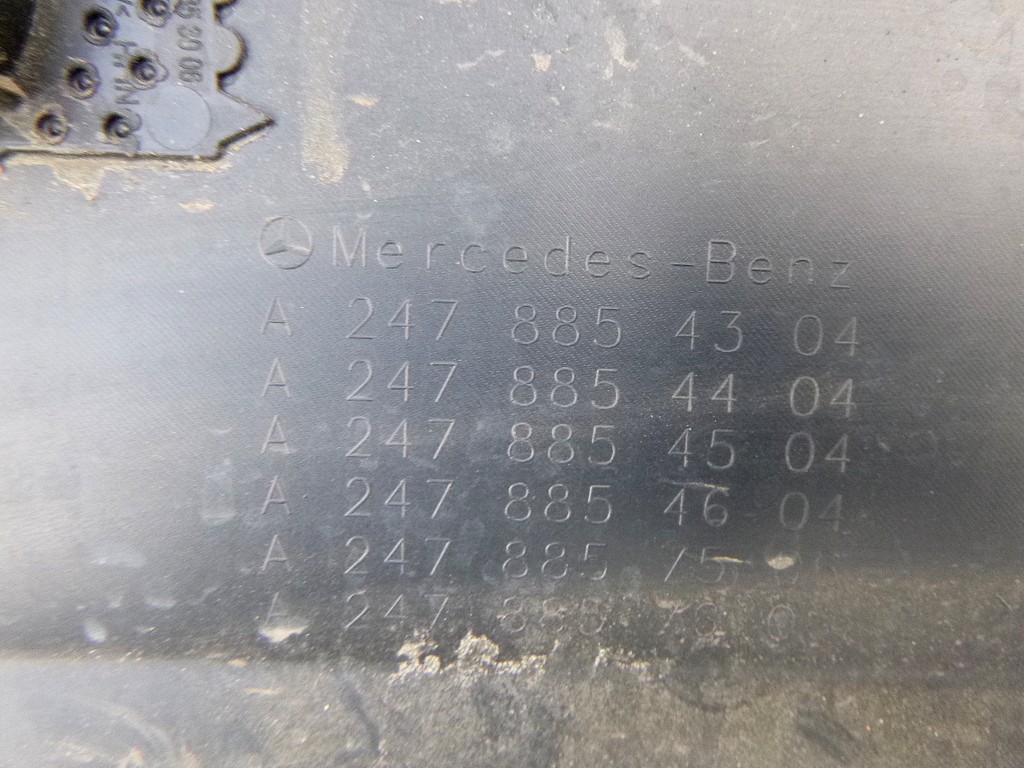 Mercedes-Benz
A 247 885 43 04
A 247 885 44 04
A 247 885 45 04
A 247 885 46 04
A 247 885 75
A 247